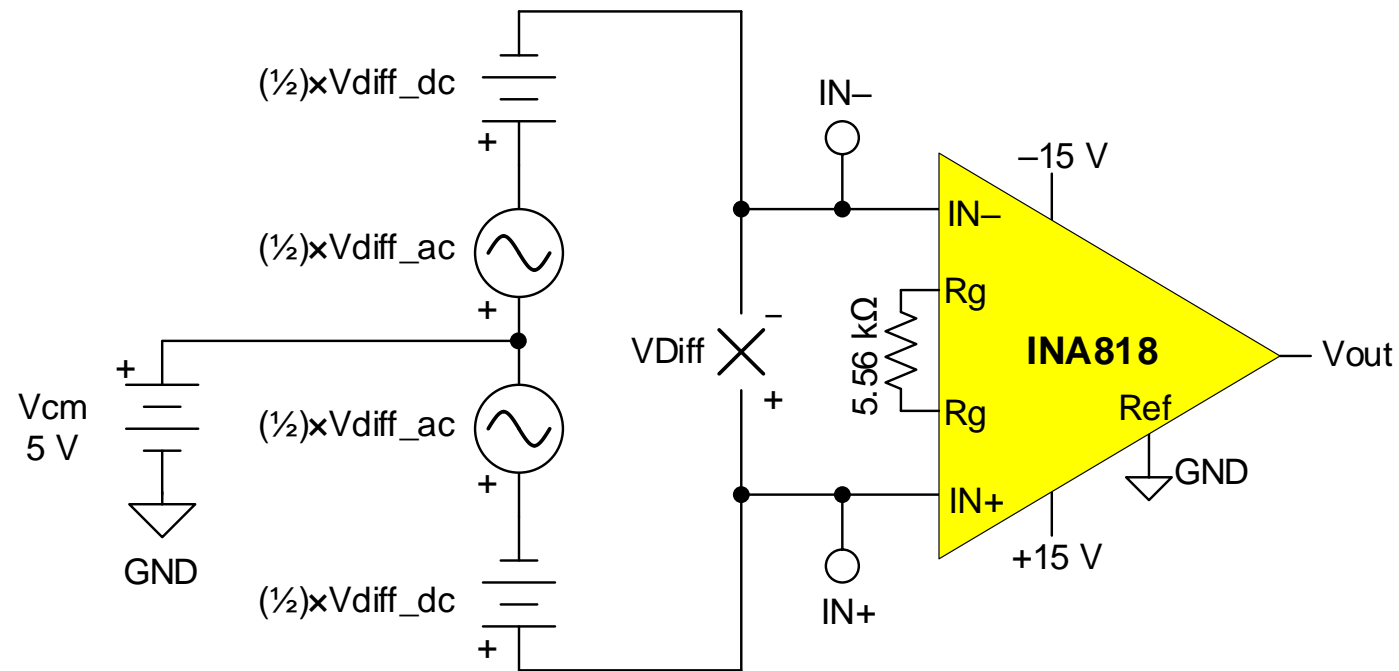 (½)×Vdiff_dc
+
(½)×Vdiff_ac
+
+
Vcm
5 V
GND
(½)×Vdiff_ac
+
(½)×Vdiff_dc
+
IN–
VDiff
–
+
IN+
–15 V
IN–
Rg
5.56 kΩ
INA818
Vout
Rg
Ref
GND
IN+
+15 V